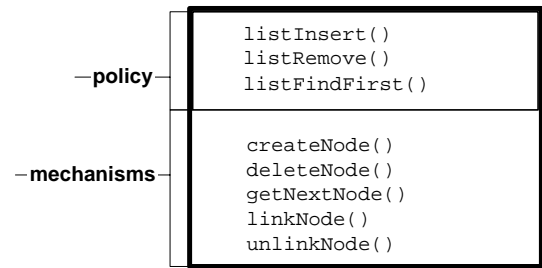 listInsert()
listRemove()
listFindFirst()
policy
createNode()
deleteNode()
getNextNode()
linkNode()
unlinkNode()
mechanisms